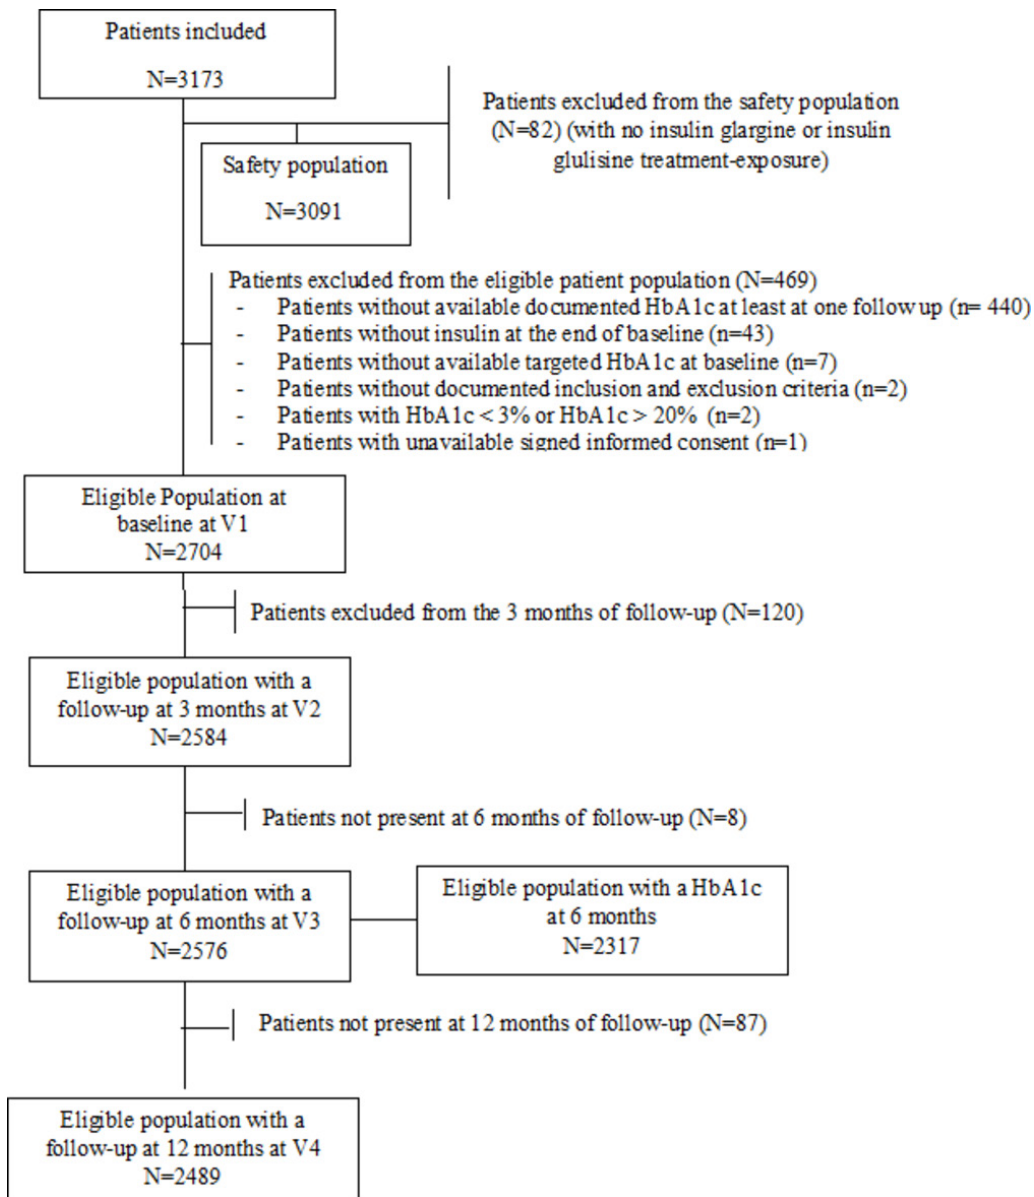 Patients included
N=3173
Patients excluded from the safety population
(N=82) (with no insulin glargine or insulin
glulisine treatment-exposure)
Safety population
N=3091
Patients excluded from the eligible patient population (N=469)
- Patients without available documented HbA1c at least at one follow up (n= 440)
- Patients without insulin at the end of baseline (n=43)
- Patients without available targeted HbA1c at baseline (n=7)
- Patients without documented inclusion and exclusion criteria (n=2)
- Patients with HbA1c < 3% or HbA1c > 20% (n=2)
- Patients with unavailable signed informed consent (n=1)
Eligible Population at
baseline at V1
N=2704
Patients excluded from the 3 months of follow-up (N=120)
Eligible population with a
follow-up at 3 months at V2
N=2584
Patients not present at 6 months of follow-up (N=8)
Eligible population with a
follow-up at 6 months at V3
N=2576
Eligible population with a HbA1c
at 6 months
N=2317
Patients not present at 12 months of follow-up (N=87)
Eligible population with a
follow-up at 12 months at V4
N=2489